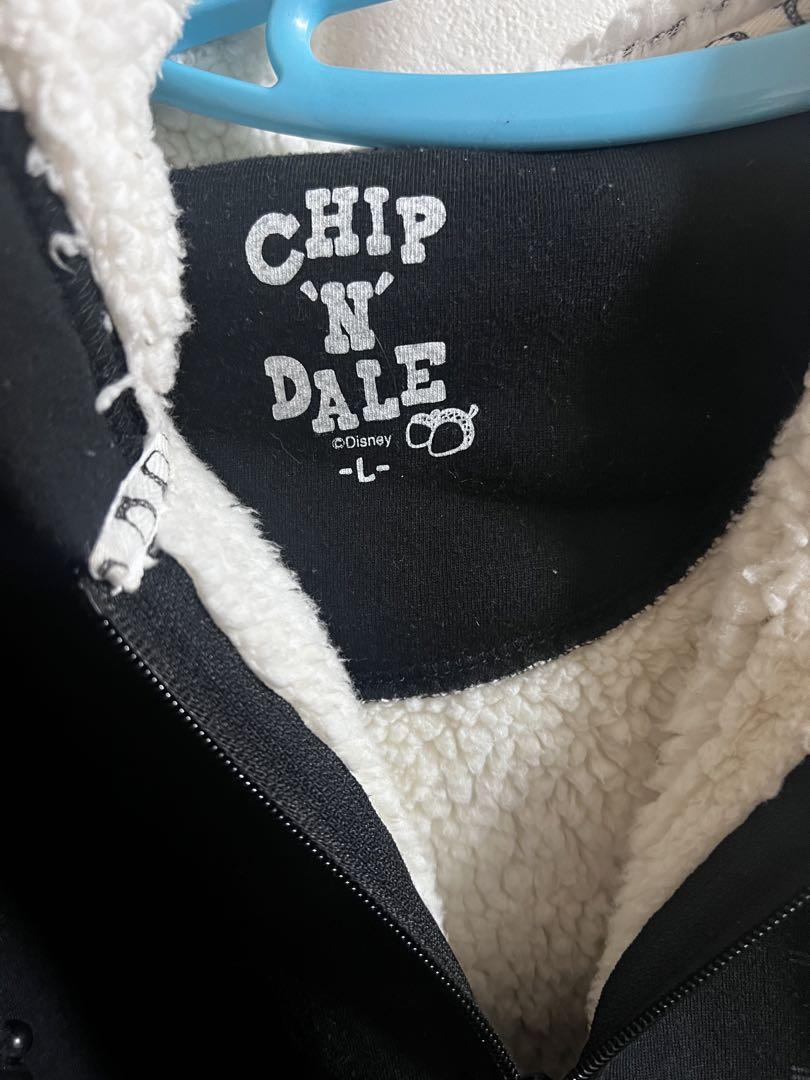 CHIP
'N'
DALE
©Disney
-L-